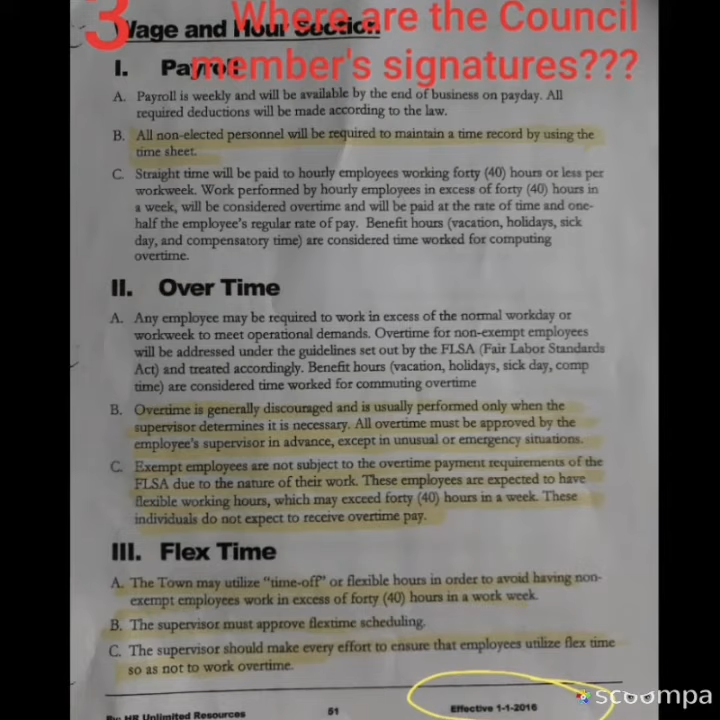 3
Where are the Council
member's signatures???
Wage and Hour Section
I. Payroll
A. Payroll is weekly and will be available by the end of business on payday. All
required deductions will be made according to the law.
B. All non-elected personnel will be required to maintain a time record by using the
time sheet.
C. Straight time will be paid to hourly employees working forty (40) hours or less per
workweek. Work performed by hourly employees in excess of forty (40) hours in
a week, will be considered overtime and will be paid at the rate of time and one-
half the employee's regular rate of pay. Benefit hours (vacation, holidays, sick
day, and compensatory time) are considered time worked for computing
overtime.
II. Over Time
A. Any employee may be required to work in excess of the normal workday or
workweek to meet operational demands. Overtime for non-exempt employees
will be addressed under the guidelines set out by the FLSA (Fair Labor Standards
Act) and treated accordingly. Benefit hours (vacation, holidays, sick day, comp
time) are considered time worked for commuting overtime
B. Overtime is generally discouraged and is usually performed only when the
supervisor determines it is necessary. All overtime must be approved by the
employee's supervisor in advance, except in unusual or emergency situations.
C. Exempt employees are not subject to the overtime payment requirements of the
FLSA due to the nature of their work. These employees are expected to have
flexible working hours, which may exceed forty (40) hours in a week. These
individuals do not expect to receive overtime pay.
III. Flex Time
A. The Town may utilize "time-off" or flexible hours in order to avoid having non-
exempt employees work in excess of forty (40) hours in a work week.
B. The supervisor must approve flextime scheduling.
C. The supervisor should make every effort to ensure that employees utilize flex time
so as not to work overtime.
By: HR Unlimited Resources 51 Effective 1-1-2016
scoompa